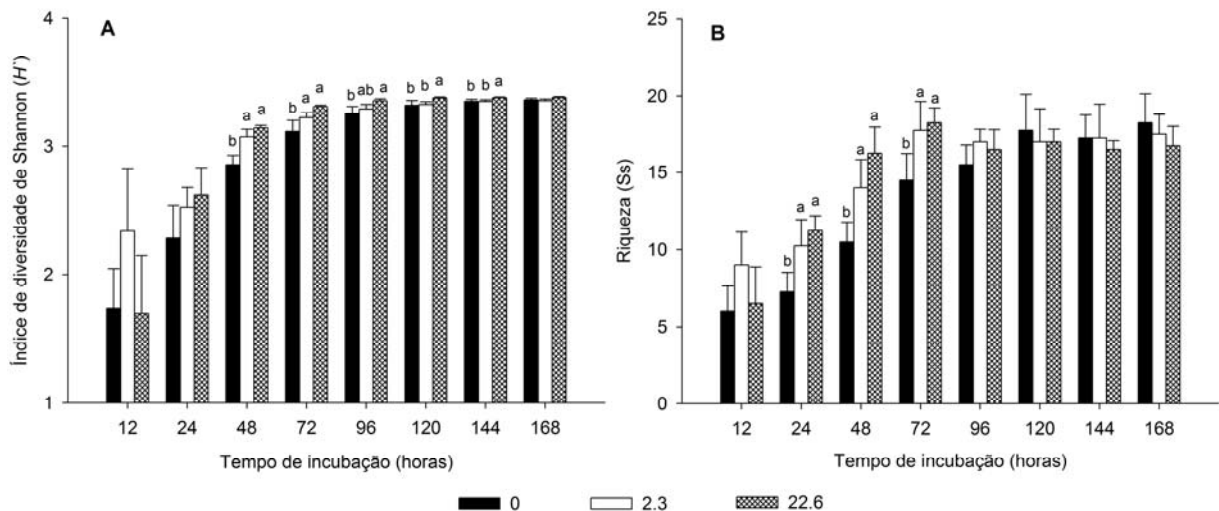 A
Índice de diversidade de Shannon (H`)
4
3
2
1
b a a
b a a
b ab a
b b a
b b a
12 24 48 72 96 120 144 168
Tempo de incubação (horas)
B
Riqueza (Ss)
25
20
15
10
5
0
b a a
b a a
b a a
12 24 48 72 96 120 144 168
Tempo de incubação (horas)
0 2.3 22.6